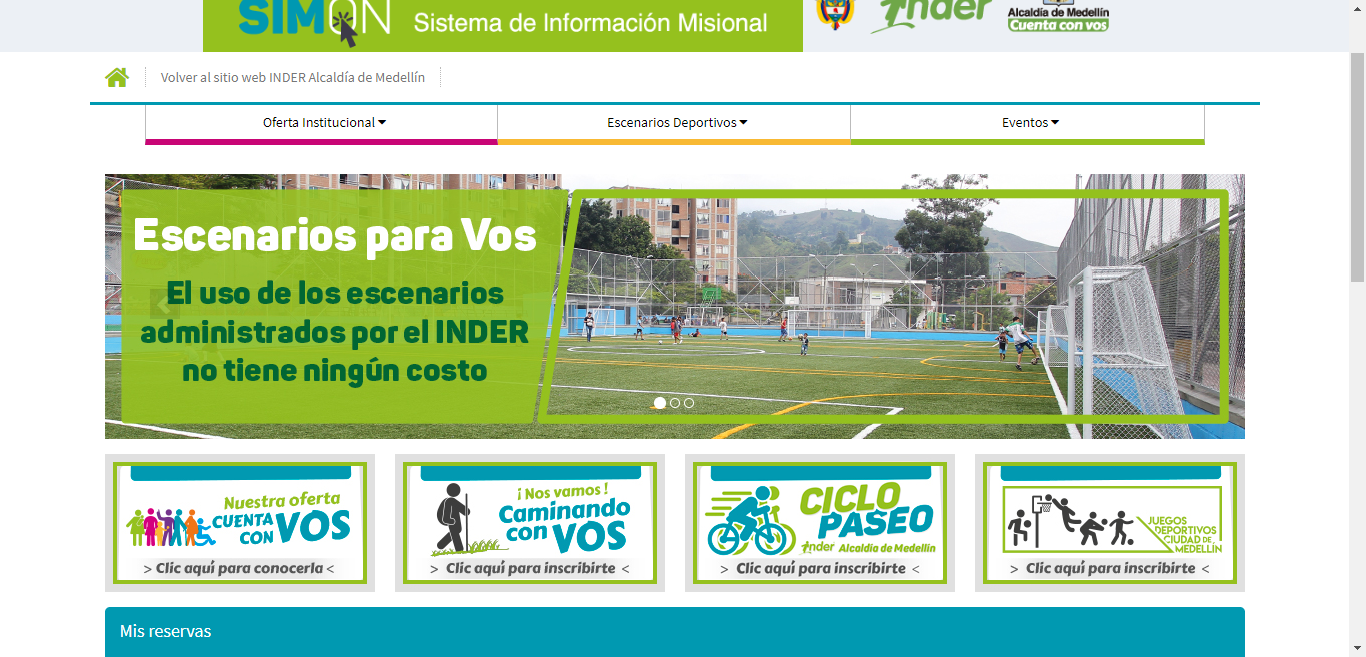 SIMON Sistema de Información Misional
Inder Alcaldía de Medellín
Cuenta con vos
Volver al sitio web INDER Alcaldía de Medellín
Oferta Institucional
Escenarios Deportivos
Eventos
Escenarios para Vos
El uso de los escenarios
administrados por el INDER
no tiene ningún costo
Nuestra oferta
CUENTA
CON VOS
> Clic aquí para conocerla <
¡ Nos vamos !
Caminando
con VOS
> Clic aquí para inscribirte <
CICLO
PASEO
Inder Alcaldía de Medellín
> Clic aquí para inscribirte <
JUEGOS
DEPORTIVOS
CIUDAD DE
MEDELLÍN
> Clic aquí para inscribirte <
Mis reservas